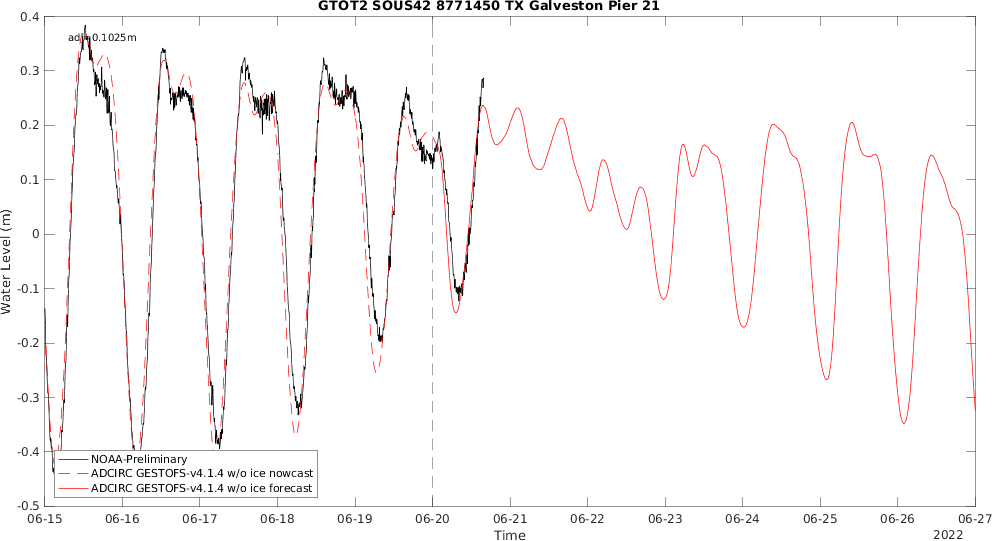 GTOT2 SOUS42 8771450 TX Galveston Pier 21
adj=0.1025m
Water Level (m)
0.4
0.3
0.2
0.1
0
-0.1
-0.2
-0.3
-0.4
-0.5
NOAA-Preliminary
ADCIRC GESTOFS-v4.1.4 w/o ice nowcast
ADCIRC GESTOFS-v4.1.4 w/o ice forecast
06-15 06-16 06-17 06-18 06-19 06-20 06-21 06-22 06-23 06-24 06-25 06-26 06-27
Time
2022